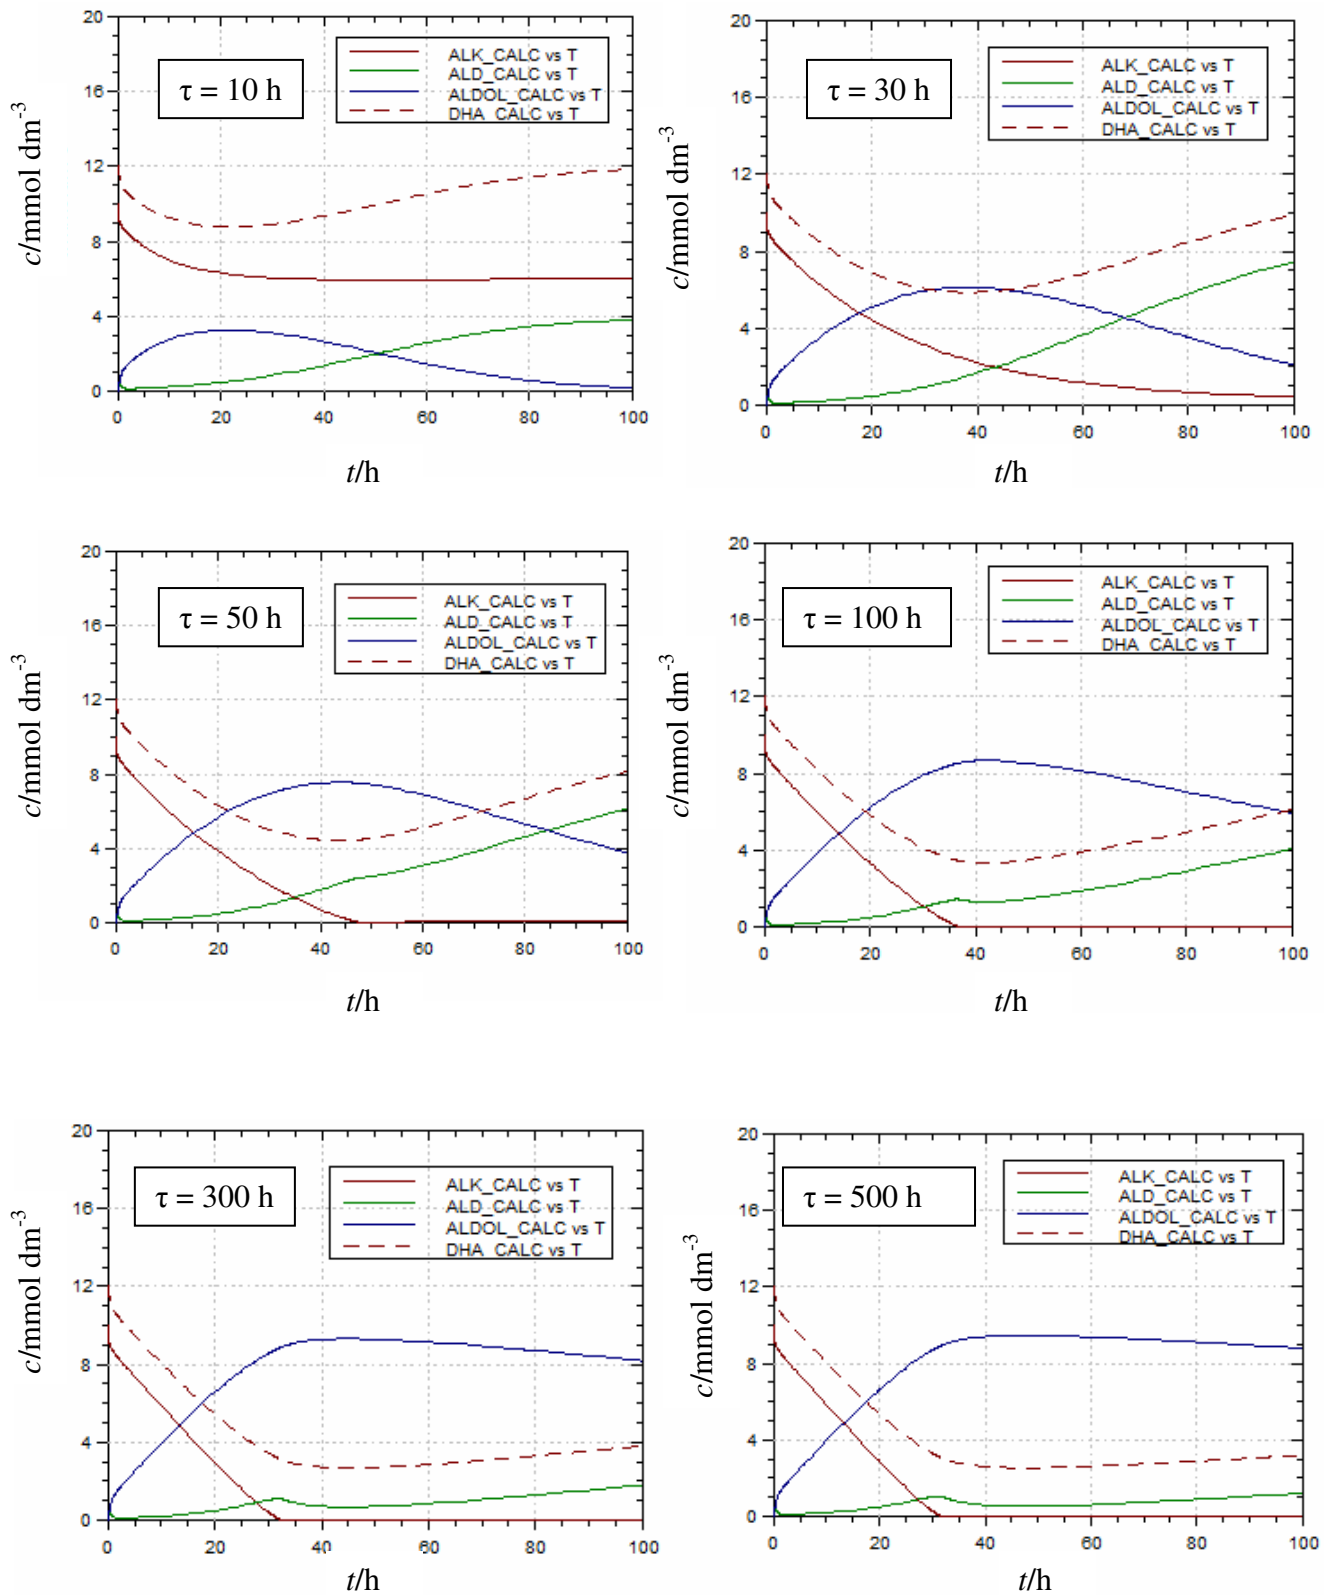 20
16
12
8
4
0
c/mmol dm⁻³
τ = 10 h
ALK_CALC vs T
ALD_CALC vs T
ALDOL_CALC vs T
DHA_CALC vs T
0 20 40 60 80 100
t/h
20
16
12
8
4
0
c/mmol dm⁻³
τ = 30 h
ALK_CALC vs T
ALD_CALC vs T
ALDOL_CALC vs T
DHA_CALC vs T
0 20 40 60 80 100
t/h
20
16
12
8
4
0
c/mmol dm⁻³
τ = 50 h
ALK_CALC vs T
ALD_CALC vs T
ALDOL_CALC vs T
DHA_CALC vs T
0 20 40 60 80 100
t/h
20
16
12
8
4
0
c/mmol dm⁻³
τ = 100 h
ALK_CALC vs T
ALD_CALC vs T
ALDOL_CALC vs T
DHA_CALC vs T
0 20 40 60 80 100
t/h
20
16
12
8
4
0
c/mmol dm⁻³
τ = 300 h
ALK_CALC vs T
ALD_CALC vs T
ALDOL_CALC vs T
DHA_CALC vs T
0 20 40 60 80 100
t/h
20
16
12
8
4
0
c/mmol dm⁻³
τ = 500 h
ALK_CALC vs T
ALD_CALC vs T
ALDOL_CALC vs T
DHA_CALC vs T
0 20 40 60 80 100
t/h